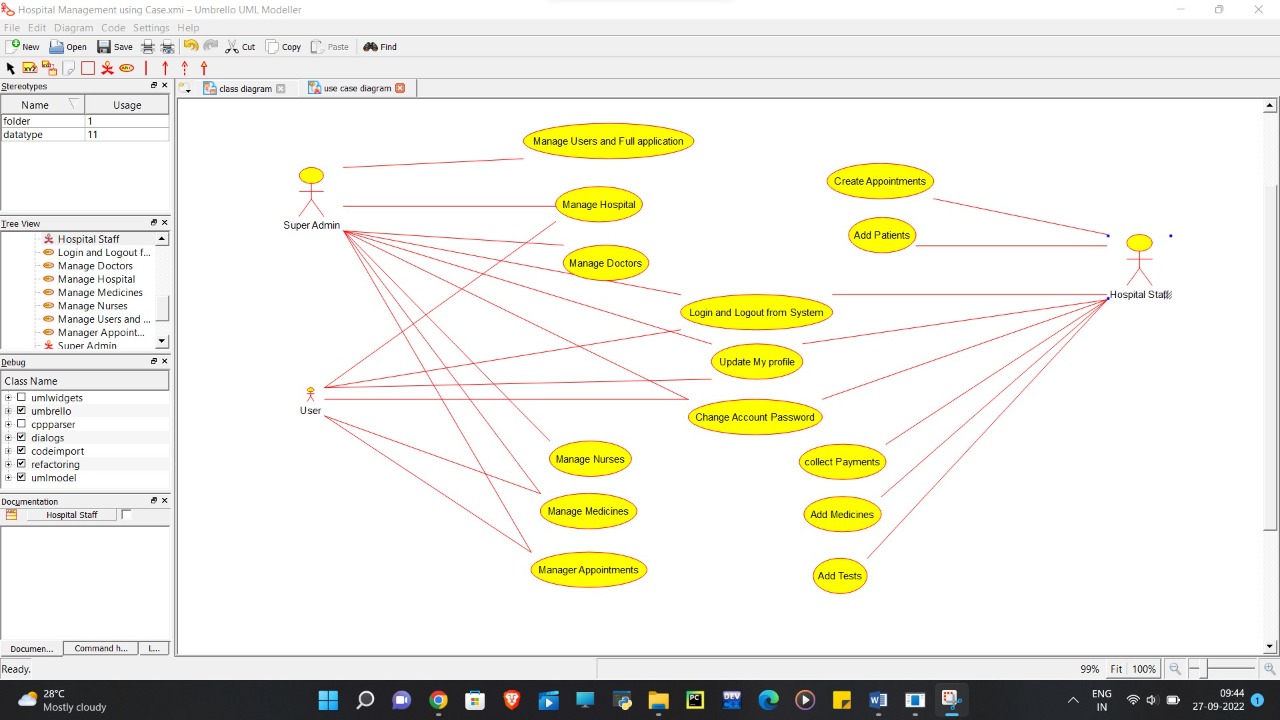 Hospital Management using Case.xmi – Umbrello UML Modeller
File Edit Diagram Code Settings Help
New Open Save Cut Copy Paste Find
Stereotypes
Name Usage
folder 1
datatype 11
Tree View
Hospital Staff
Login and Logout f...
Manage Doctors
Manage Hospital
Manage Medicines
Manage Nurses
Manage Users and ...
Manager Appoint...
Super Admin
Debug
Class Name
umlwidgets
umbrello
cppparser
dialogs
codeimport
refactoring
umlmodel
Documentation
Hospital Staff
Documen... Command h... L...
class diagram use case diagram
Manage Users and Full application
Create Appointments
Manage Hospital
Super Admin
Add Patients
Manage Doctors
Hospital Staff
Login and Logout from System
Update My profile
User
Change Account Password
Manage Nurses
collect Payments
Manage Medicines
Add Medicines
Manager Appointments
Add Tests
Ready.
99% Fit 100%
28°C
Mostly cloudy
PC
DEV
ENG
IN
09:44
27-09-2022
1